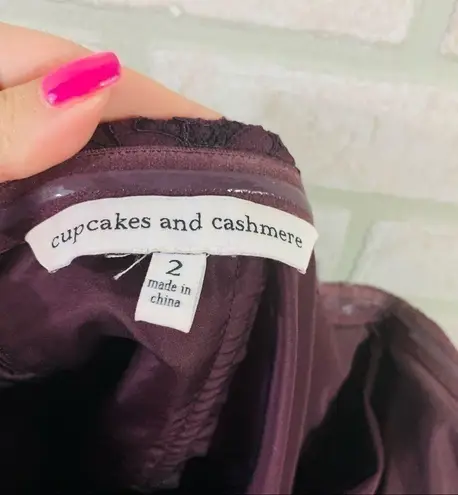 cupcakes and cashmere
2
made in
china